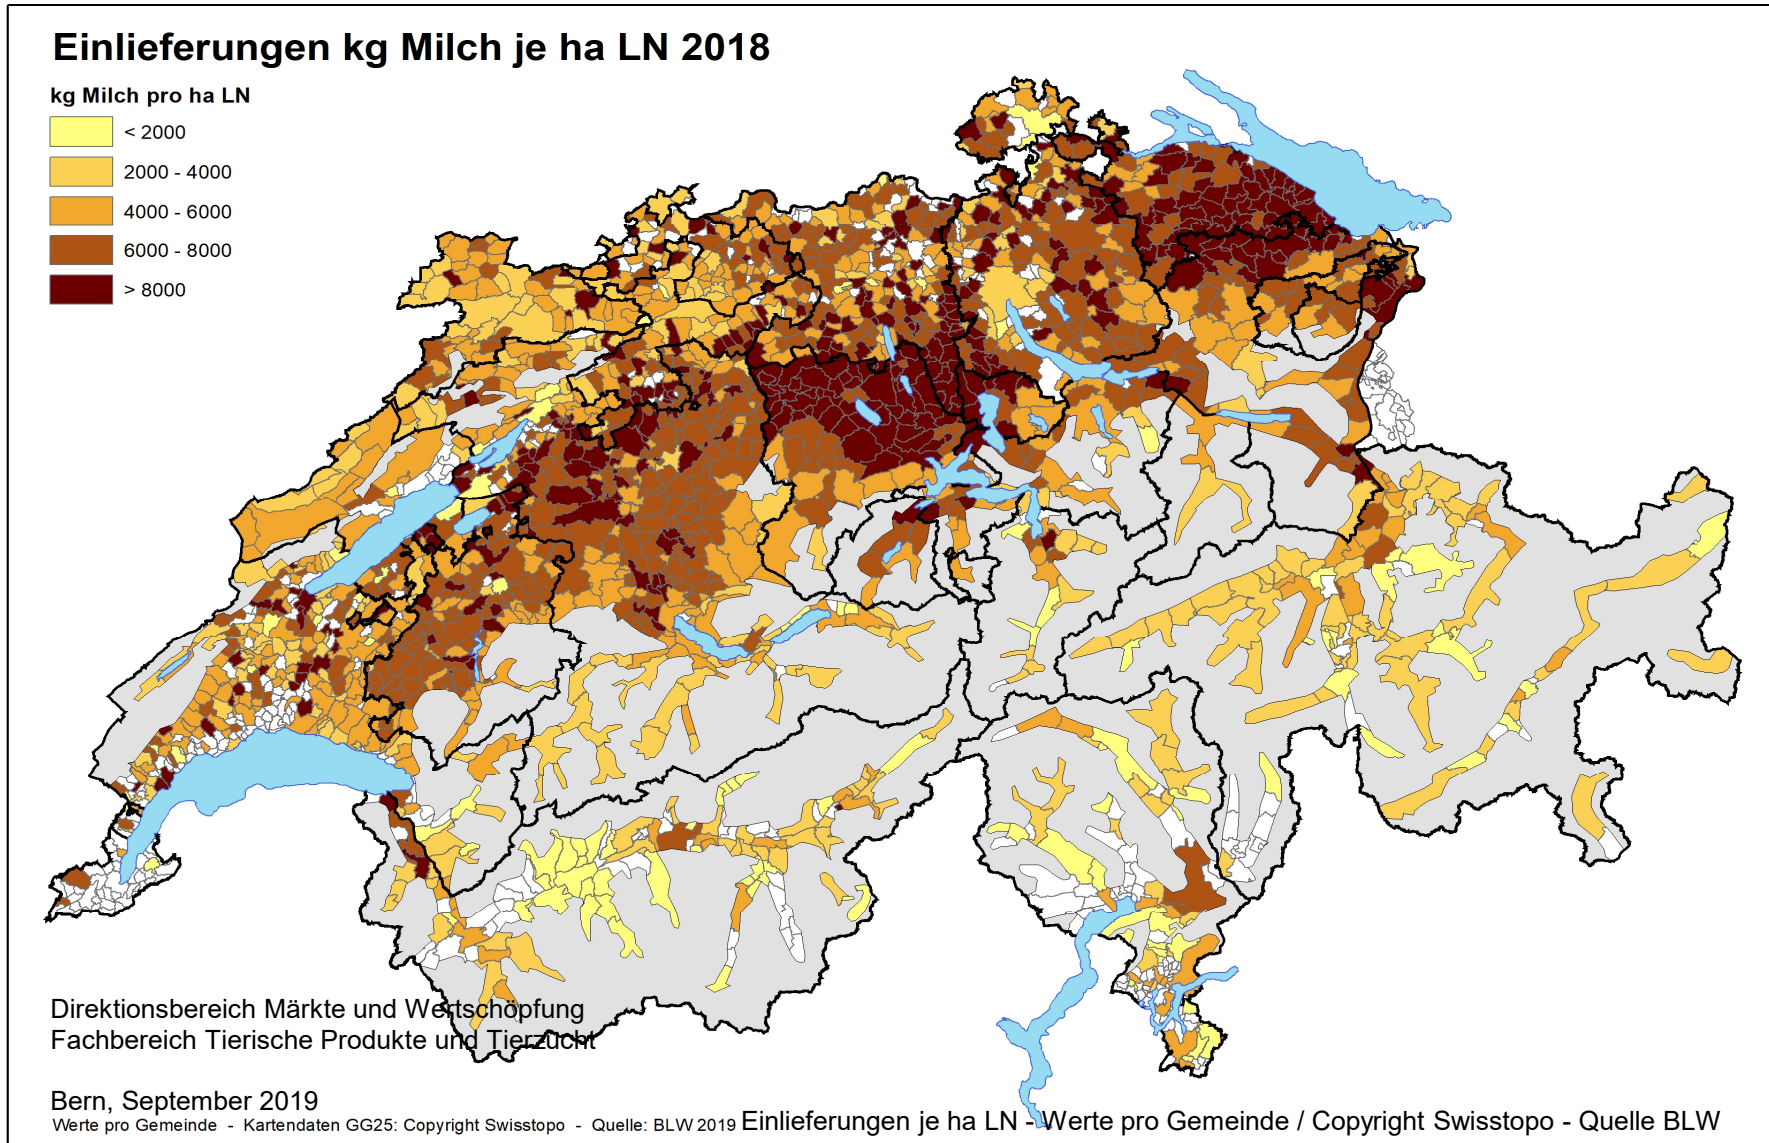 Einlieferungen kg Milch je ha LN 2018
kg Milch pro ha LN
< 2000
2000 - 4000
4000 - 6000
6000 - 8000
> 8000
Direktionsbereich Märkte und Wertschöpfung
Fachbereich Tierische Produkte und Tierzucht
Bern, September 2019
Werte pro Gemeinde - Kartendaten GG25: Copyright Swisstopo - Quelle: BLW 2019 Einlieferungen je ha LN - Werte pro Gemeinde / Copyright Swisstopo - Quelle BLW